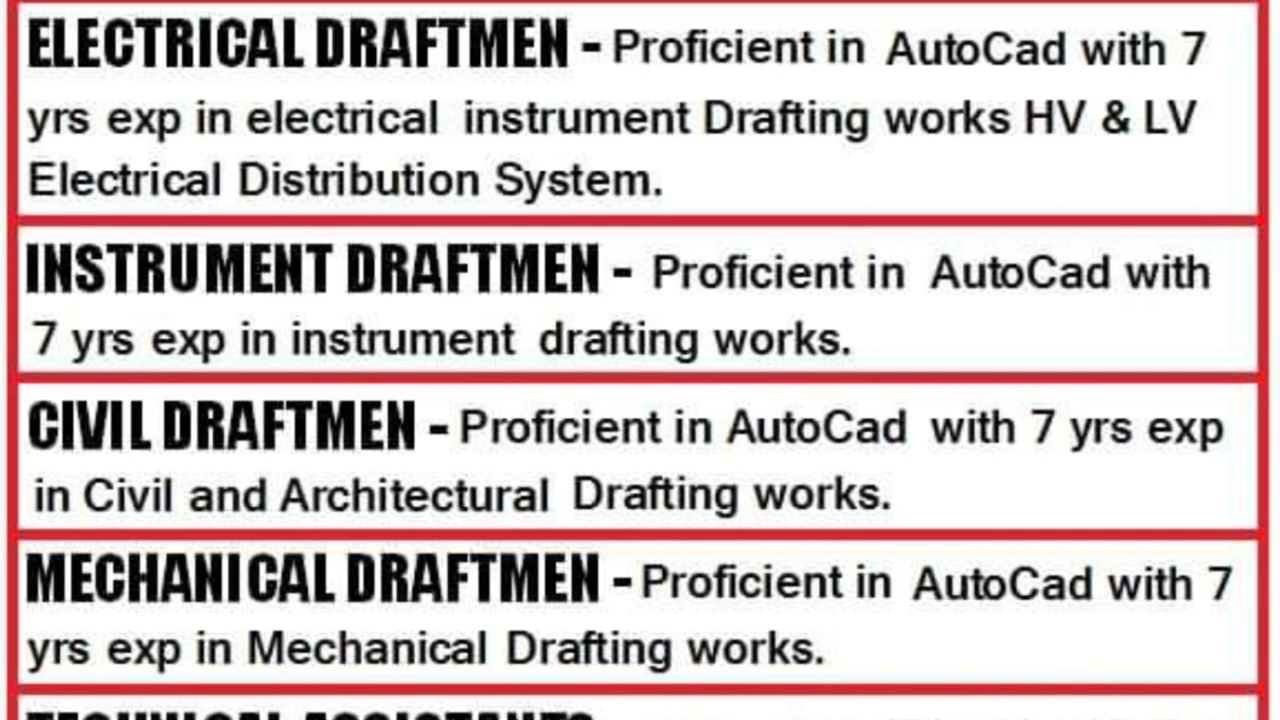 ELECTRICAL DRAFTMEN - Proficient in AutoCad with 7
yrs exp in electrical instrument Drafting works HV & LV
Electrical Distribution System.
INSTRUMENT DRAFTMEN - Proficient in AutoCad with
7 yrs exp in instrument drafting works.
CIVIL DRAFTMEN - Proficient in AutoCad with 7 yrs exp
in Civil and Architectural Drafting works.
MECHANICAL DRAFTMEN - Proficient in AutoCad with 7
yrs exp in Mechanical Drafting works.
TECHNICAL ASSISTANTS